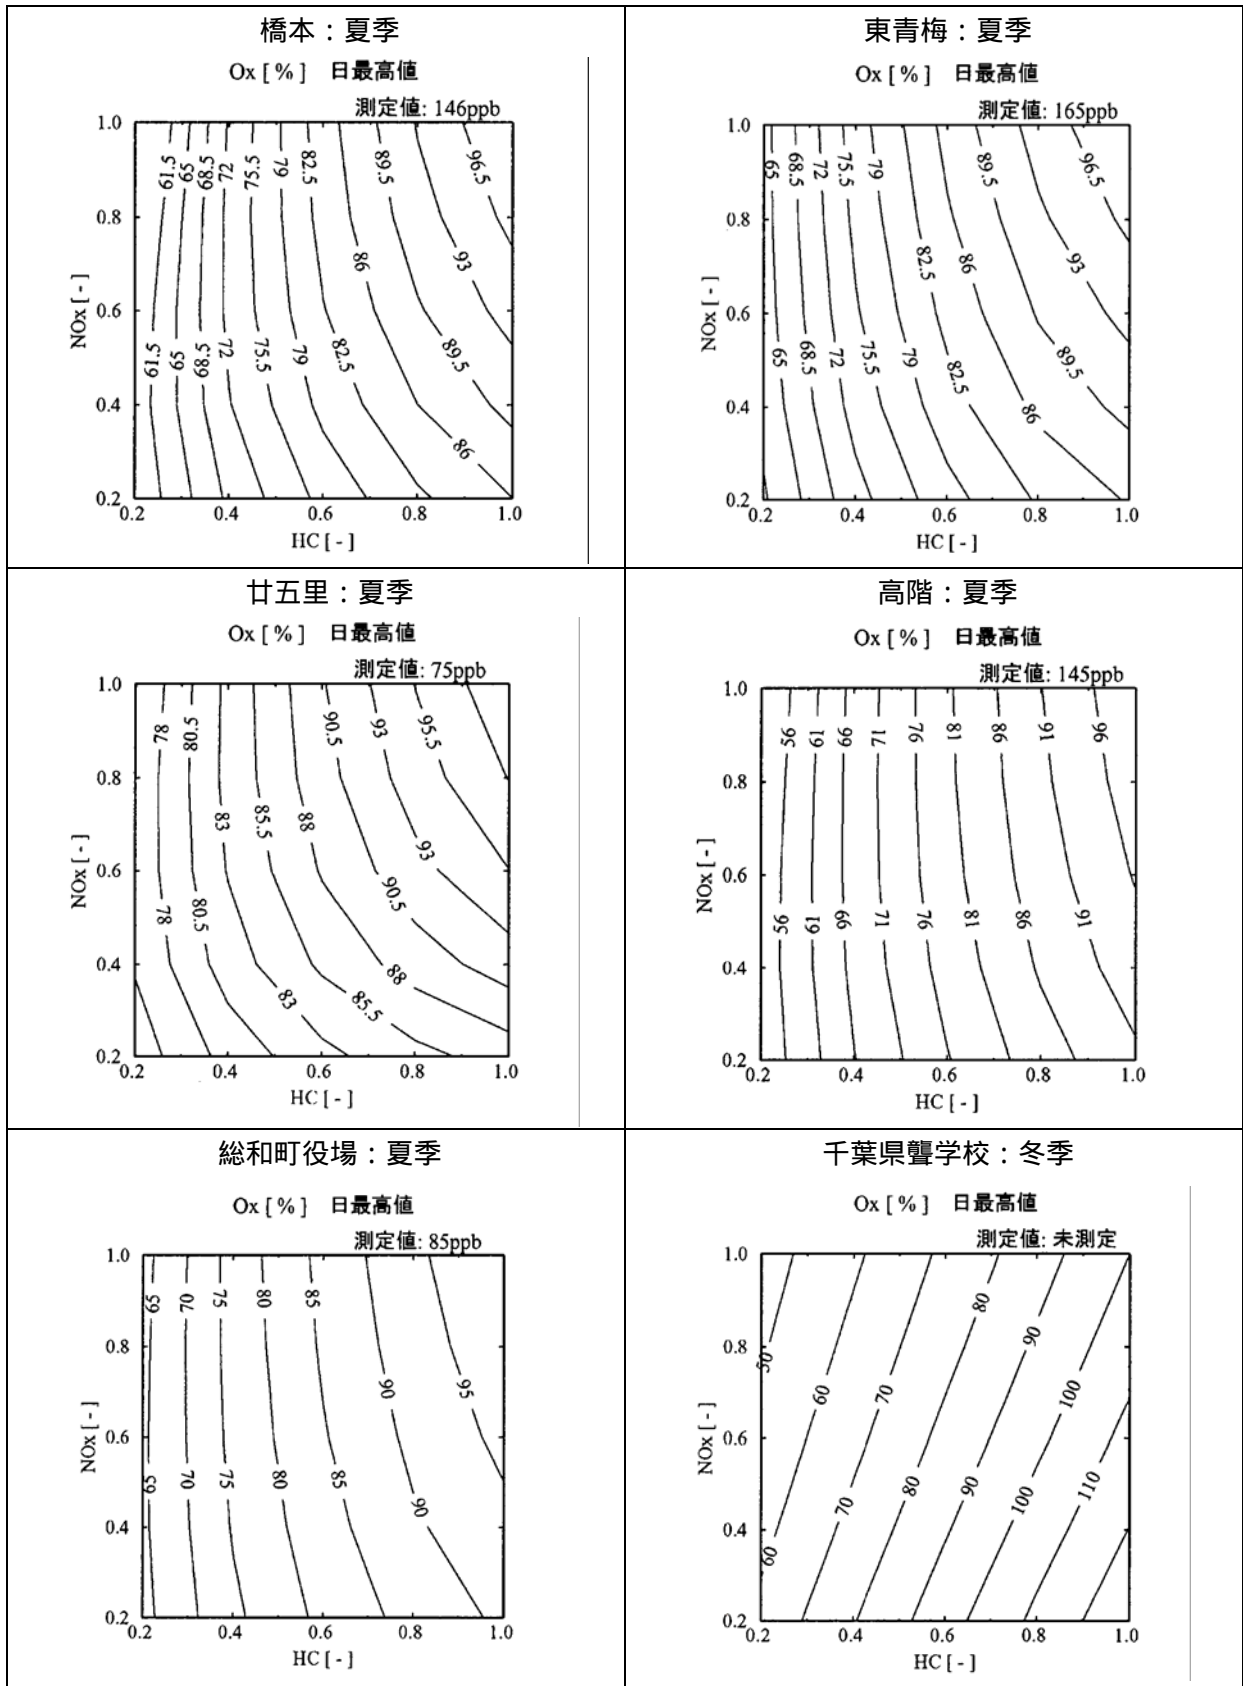 橋本：夏季
Ox [ % ] 日最高値
測定値: 146ppb
1.0
61.5 65 68.5 72 75.5 79 82.5 89.5 96.5
0.8
86 93
NOx [ - ]
0.6
61.5 65 68.5 72 75.5 79 82.5 89.5
0.4
86
0.2
0.2 0.4 0.6 0.8 1.0
HC [ - ]
東青梅：夏季
Ox [ % ] 日最高値
測定値: 165ppb
1.0
65 68.5 72 75.5 79 89.5 96.5
0.8
82.5 86 93
NOx [ - ]
0.6
65 68.5 72 75.5 79 82.5 89.5
0.4
86
0.2
0.2 0.4 0.6 0.8 1.0
HC [ - ]
廿五里：夏季
Ox [ % ] 日最高値
測定値: 75ppb
1.0
78 80.5 90.5 93 95.5
0.8
83 85.5 88
93
NOx [ - ]
0.6
78 80.5 90.5
0.4
83 85.5 88
0.2
0.2 0.4 0.6 0.8 1.0
HC [ - ]
高階：夏季
Ox [ % ] 日最高値
測定値: 145ppb
1.0
56 61 66 71 76 81 86 91 96
0.8
NOx [ - ]
0.6
56 61 66 71 76 81 86 91
0.4
0.2
0.2 0.4 0.6 0.8 1.0
HC [ - ]
総和町役場：夏季
Ox [ % ] 日最高値
測定値: 85ppb
1.0
65 70 75 80 85
0.8
90 95
NOx [ - ]
0.6
65 70 75 80 85 90
0.4
0.2
0.2 0.4 0.6 0.8 1.0
HC [ - ]
千葉県聾学校：冬季
Ox [ % ] 日最高値
測定値: 未測定
1.0
80
90
0.8
50
60 70 100
NOx [ - ]
0.6
70 80 90 100 110
0.4
60
0.2
0.2 0.4 0.6 0.8 1.0
HC [ - ]